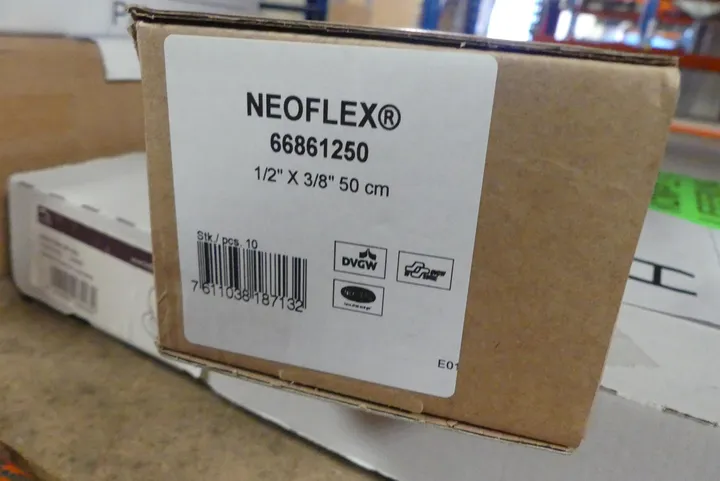 P
NEOFLEX®
66861250
1/2" X 3/8" 50 cm
Stk./ pcs. 10
DVGW
7 611038 187132
E01
H